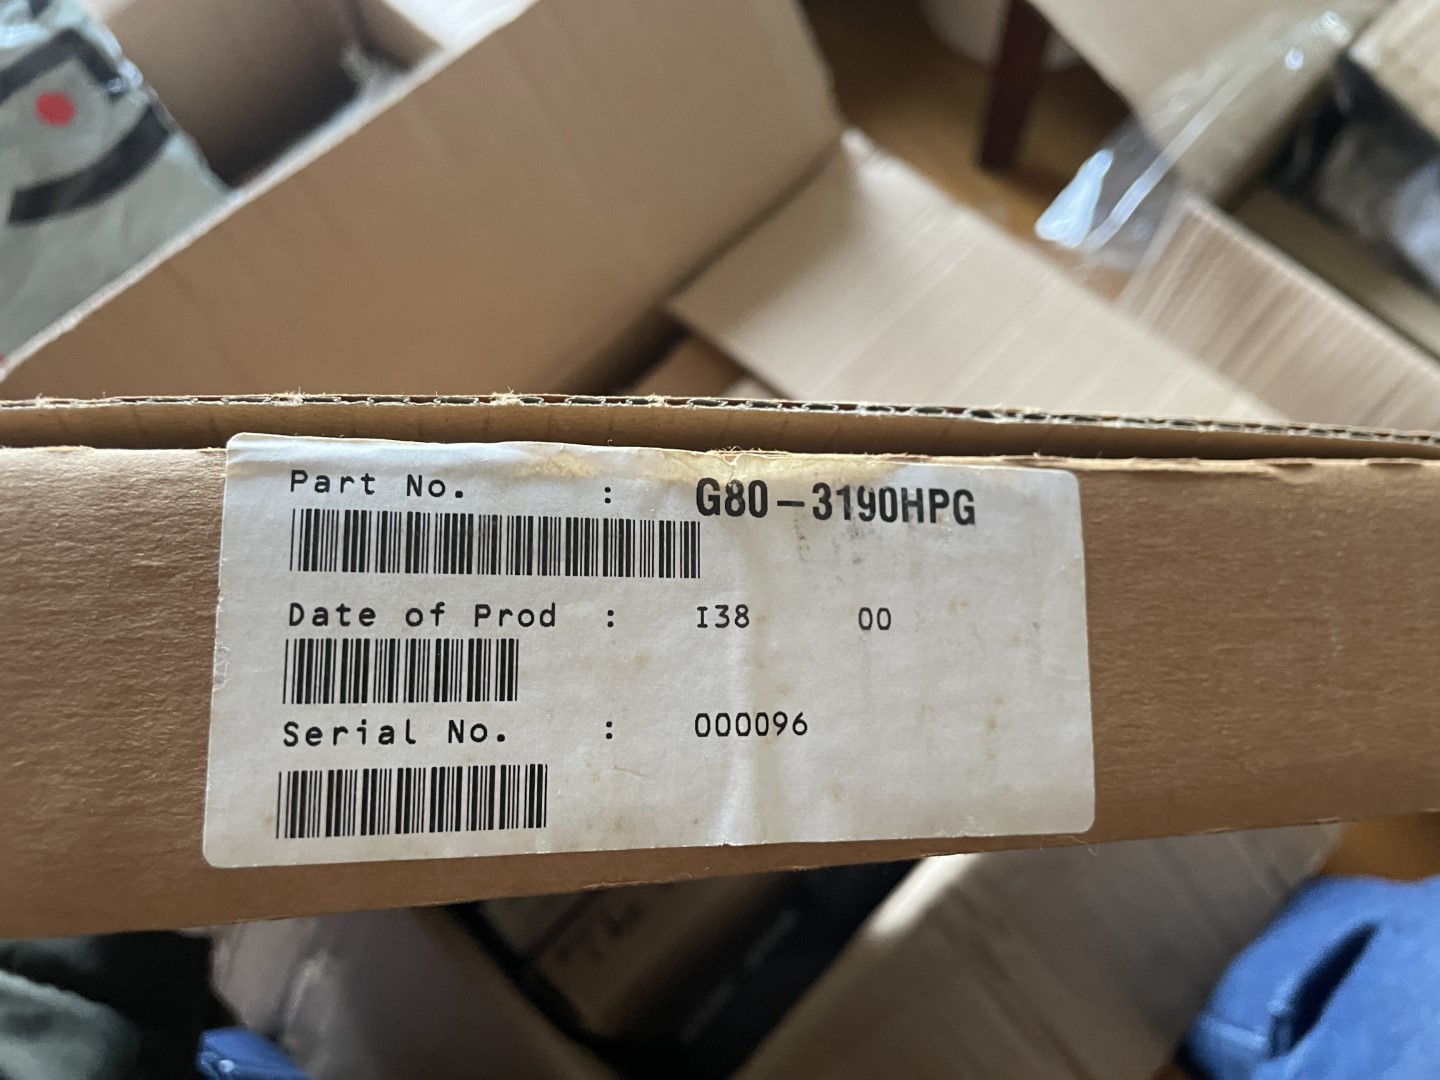 Part No. : G80-3190HPG
Date of Prod : I38 00
Serial No. : 000096